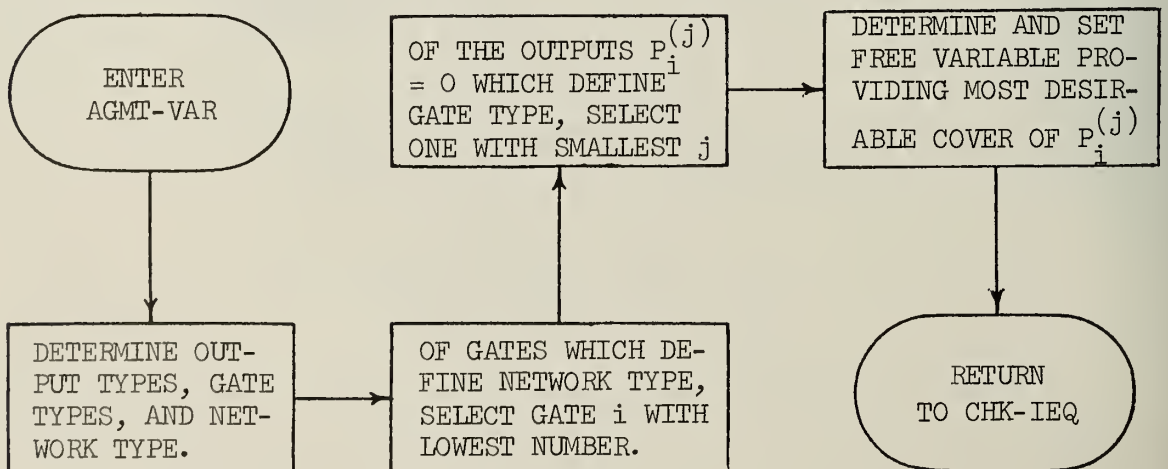 ENTER
AGMT-VAR
DETERMINE OUT-
PUT TYPES, GATE
TYPES, AND NET-
WORK TYPE.
OF GATES WHICH DE-
FINE NETWORK TYPE,
SELECT GATE i WITH
LOWEST NUMBER.
OF THE OUTPUTS P_i^(j)
= 0 WHICH DEFINE
GATE TYPE, SELECT
ONE WITH SMALLEST j
DETERMINE AND SET
FREE VARIABLE PRO-
VIDING MOST DESIR-
ABLE COVER OF P_i^(j)
RETURN
TO CHK-IEQ